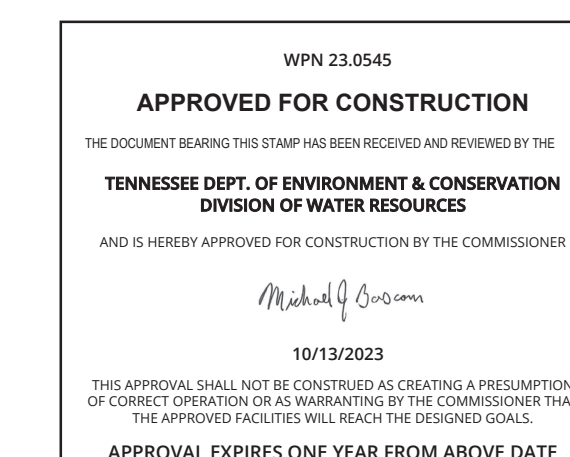 WPN 23.0545
APPROVED FOR CONSTRUCTION
THE DOCUMENT BEARING THIS STAMP HAS BEEN RECEIVED AND REVIEWED BY THE
TENNESSEE DEPT. OF ENVIRONMENT & CONSERVATION
DIVISION OF WATER RESOURCES
AND IS HEREBY APPROVED FOR CONSTRUCTION BY THE COMMISSIONER
Michael J Bascom
10/13/2023
THIS APPROVAL SHALL NOT BE CONSTRUED AS CREATING A PRESUMPTION
OF CORRECT OPERATION OR AS WARRANTING BY THE COMMISSIONER THA
THE APPROVED FACILITIES WILL REACH THE DESIGNED GOALS.
APPROVAL EXPIRES ONE YEAR FROM ABOVE DATE